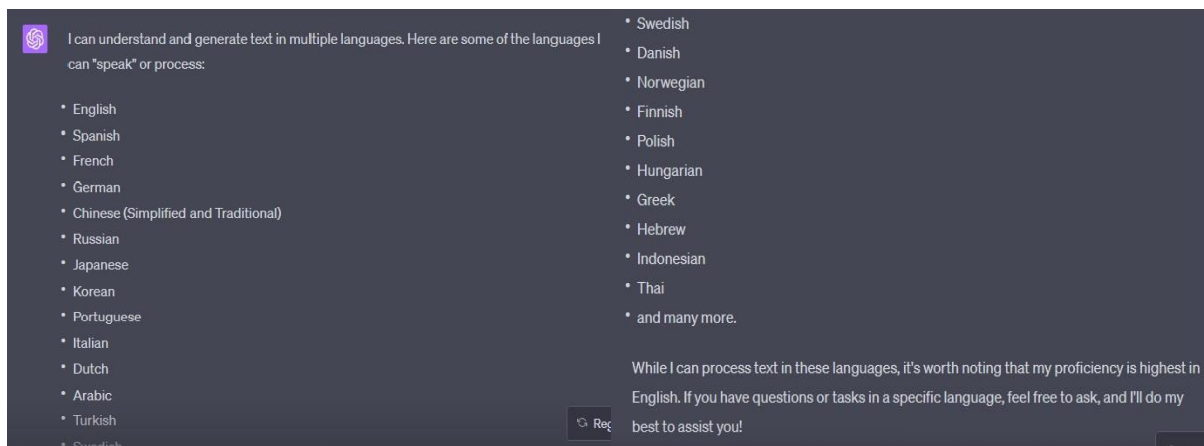 I can understand and generate text in multiple languages. Here are some of the languages I
can "speak" or process:
• English
• Spanish
• French
• German
• Chinese (Simplified and Traditional)
• Russian
• Japanese
• Korean
• Portuguese
• Italian
• Dutch
• Arabic
• Turkish
• Swedish
Reg
• Swedish
• Danish
• Norwegian
• Finnish
• Polish
• Hungarian
• Greek
• Hebrew
• Indonesian
• Thai
• and many more.
While I can process text in these languages, it's worth noting that my proficiency is highest in
English. If you have questions or tasks in a specific language, feel free to ask, and I'll do my
best to assist you!